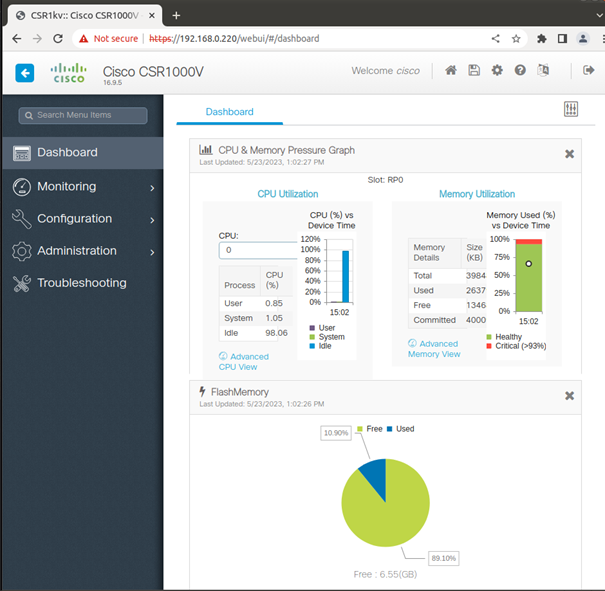 CSR1kv:: Cisco CSR1000V
Not secure | https://192.168.0.220/webui/#/dashboard
CISCO
Cisco CSR1000V
16.9.5
Welcome cisco
Search Menu Items
Dashboard
Monitoring
Configuration
Administration
Troubleshooting
Dashboard
CPU & Memory Pressure Graph
Last Updated: 5/23/2023, 1:02:27 PM
Slot: RP0
CPU Utilization
CPU:
0
Process CPU (%)
User 0.85
System 1.05
Idle 98.06
Advanced
CPU View
CPU (%) vs
Device Time
120%
100%
80%
60%
40%
20%
0%
15:02
User
System
Idle
Memory Utilization
Memory Details Size (KB)
Total 3984
Used 2637
Free 1346
Committed 4000
Advanced
Memory View
Memory Used (%)
vs Device Time
100%
75%
50%
25%
0%
15:02
Healthy
Critical (>93%)
FlashMemory
Last Updated: 5/23/2023, 1:02:26 PM
Free Used
10.90%
89.10%
Free : 6.55(GB)